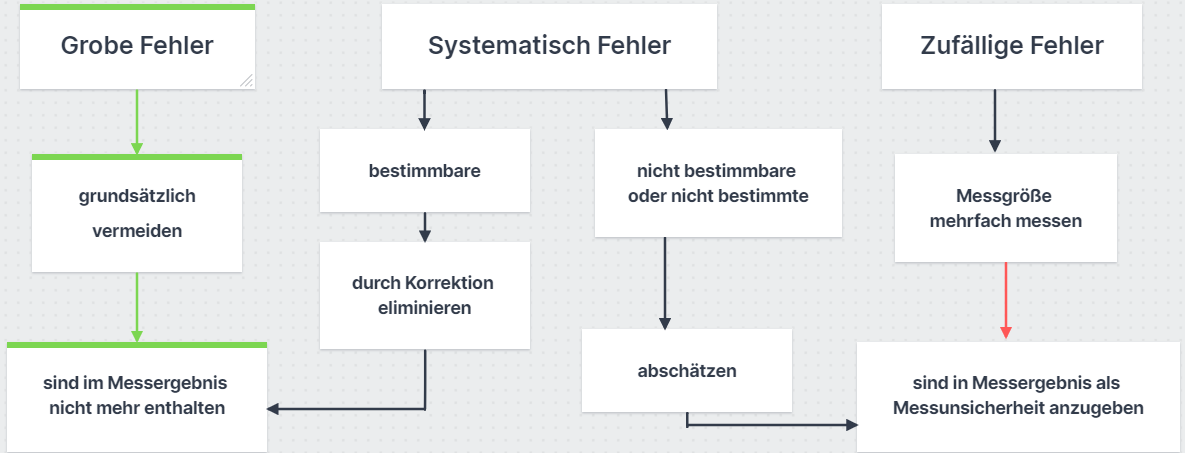 Grobe Fehler
Systematisch Fehler
Zufällige Fehler
grundsätzlich
vermeiden
bestimmbare
nicht bestimmbare
oder nicht bestimmte
Messgröße
mehrfach messen
durch Korrektion
eliminieren
abschätzen
sind im Messergebnis
nicht mehr enthalten
sind in Messergebnis als
Messunsicherheit anzugeben